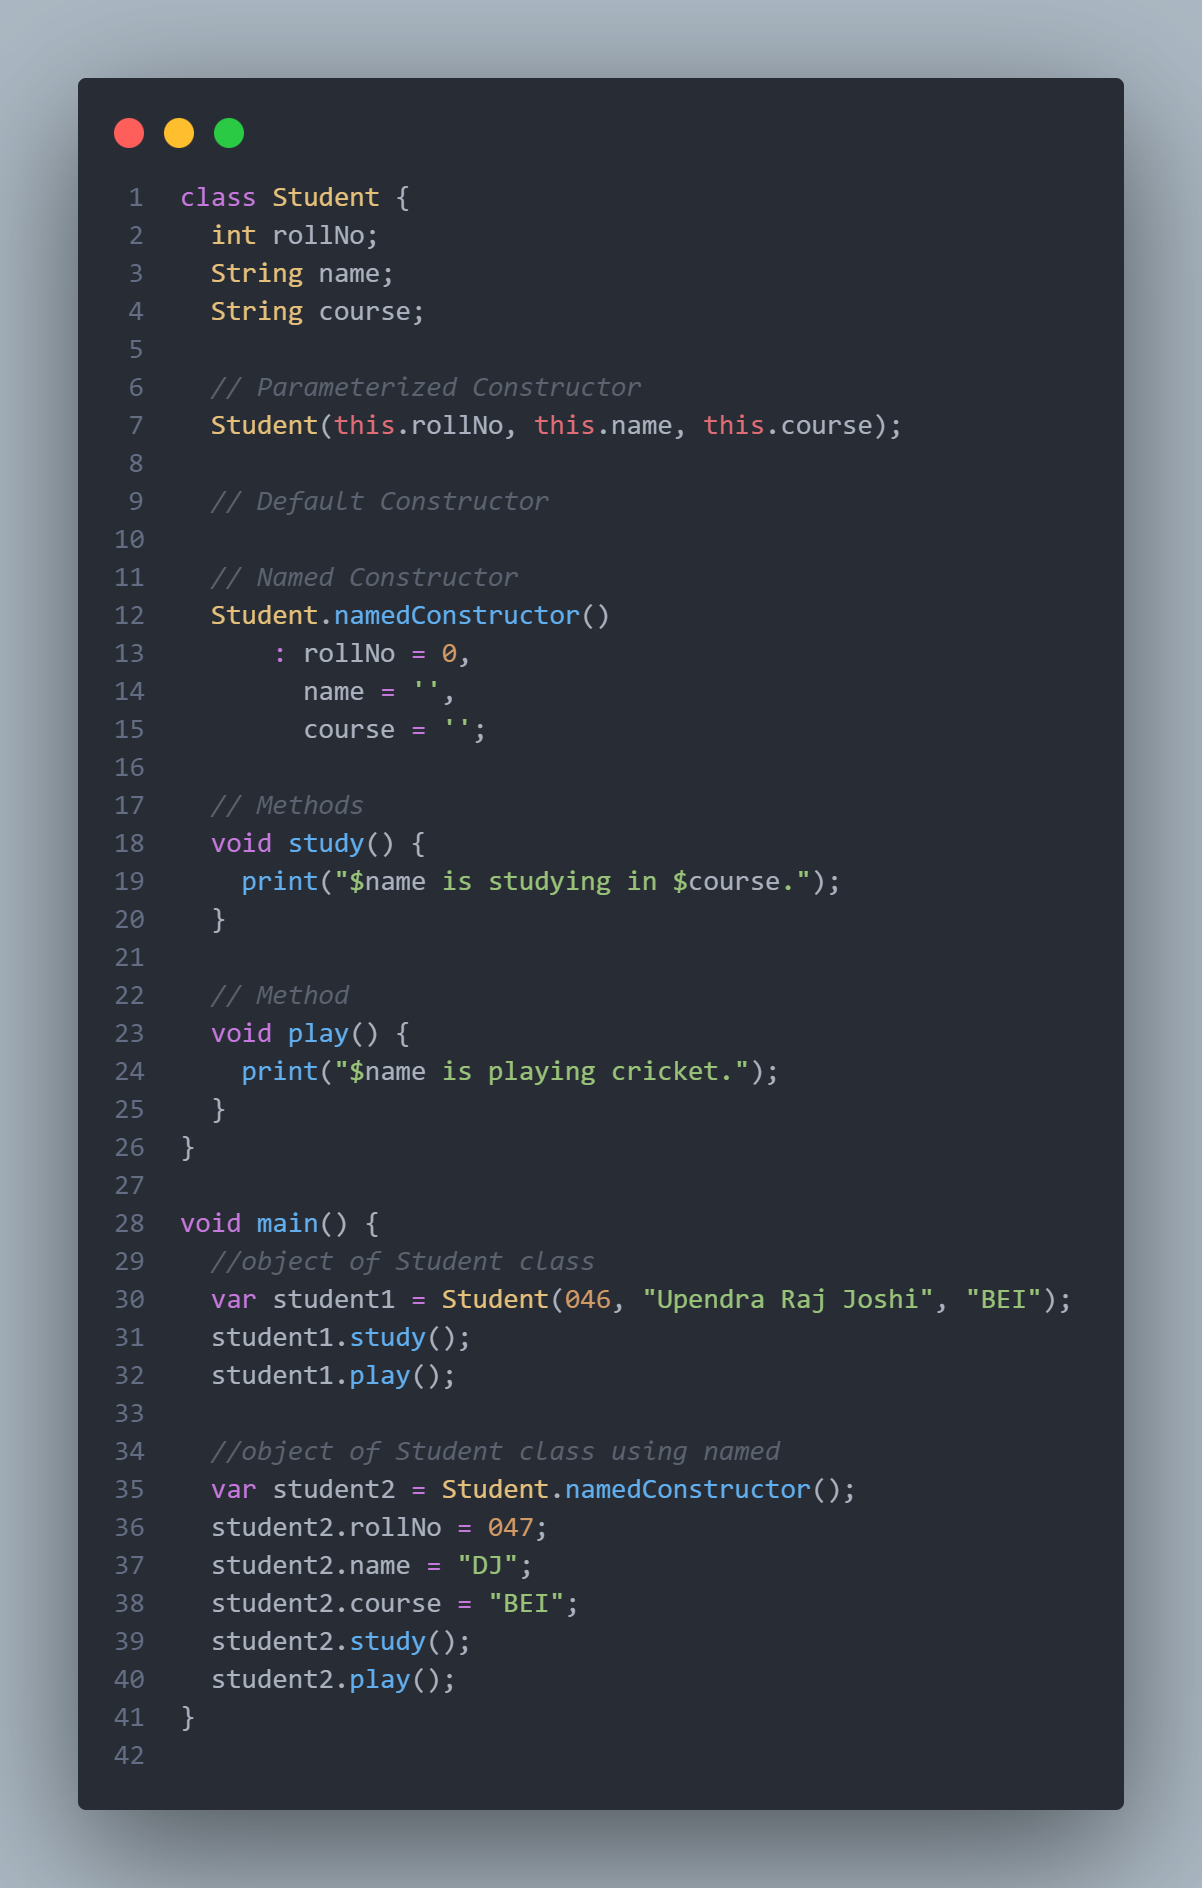 1 class Student {
2   int rollNo;
3   String name;
4   String course;
5
6   // Parameterized Constructor
7   Student(this.rollNo, this.name, this.course);
8
9   // Default Constructor
10
11   // Named Constructor
12   Student.namedConstructor()
13       : rollNo = 0,
14         name = '',
15         course = '';
16
17   // Methods
18   void study() {
19     print("$name is studying in $course.");
20   }
21
22   // Method
23   void play() {
24     print("$name is playing cricket.");
25   }
26 }
27
28 void main() {
29   //object of Student class
30   var student1 = Student(046, "Upendra Raj Joshi", "BEI");
31   student1.study();
32   student1.play();
33
34   //object of Student class using named
35   var student2 = Student.namedConstructor();
36   student2.rollNo = 047;
37   student2.name = "DJ";
38   student2.course = "BEI";
39   student2.study();
40   student2.play();
41 }
42